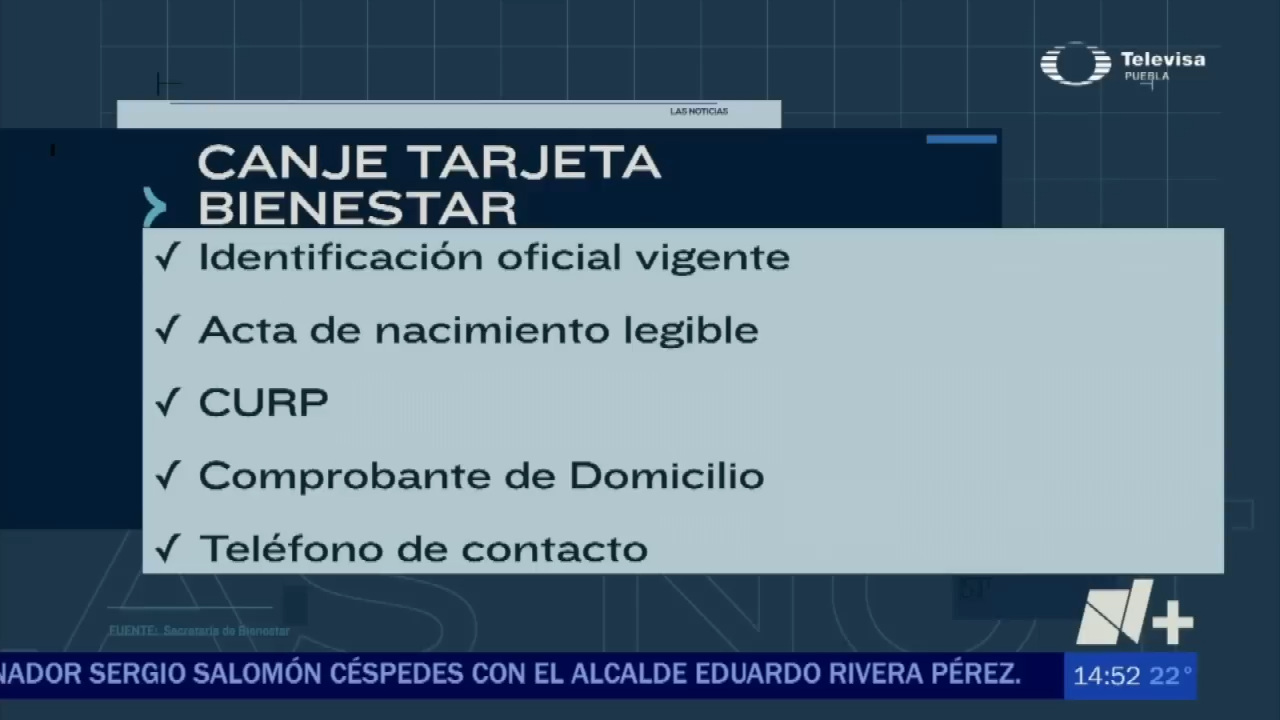 Televisa
PUEBLA
LAS NOTICIAS
CANJE TARJETA
BIENESTAR
✓ Identificación oficial vigente
✓ Acta de nacimiento legible
✓ CURP
✓ Comprobante de Domicilio
✓ Teléfono de contacto
FUENTE: Secretaría de Bienestar
N+
NADOR SERGIO SALOMÓN CÉSPEDES CON EL ALCALDE EDUARDO RIVERA PÉREZ.
14:52 22°